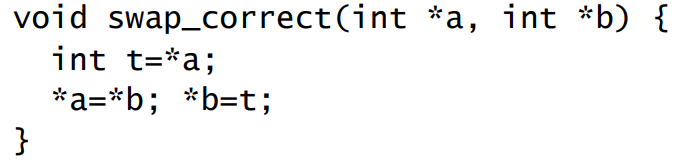 void swap_correct(int *a, int *b) {
int t=*a;
*a=*b; *b=t;
}